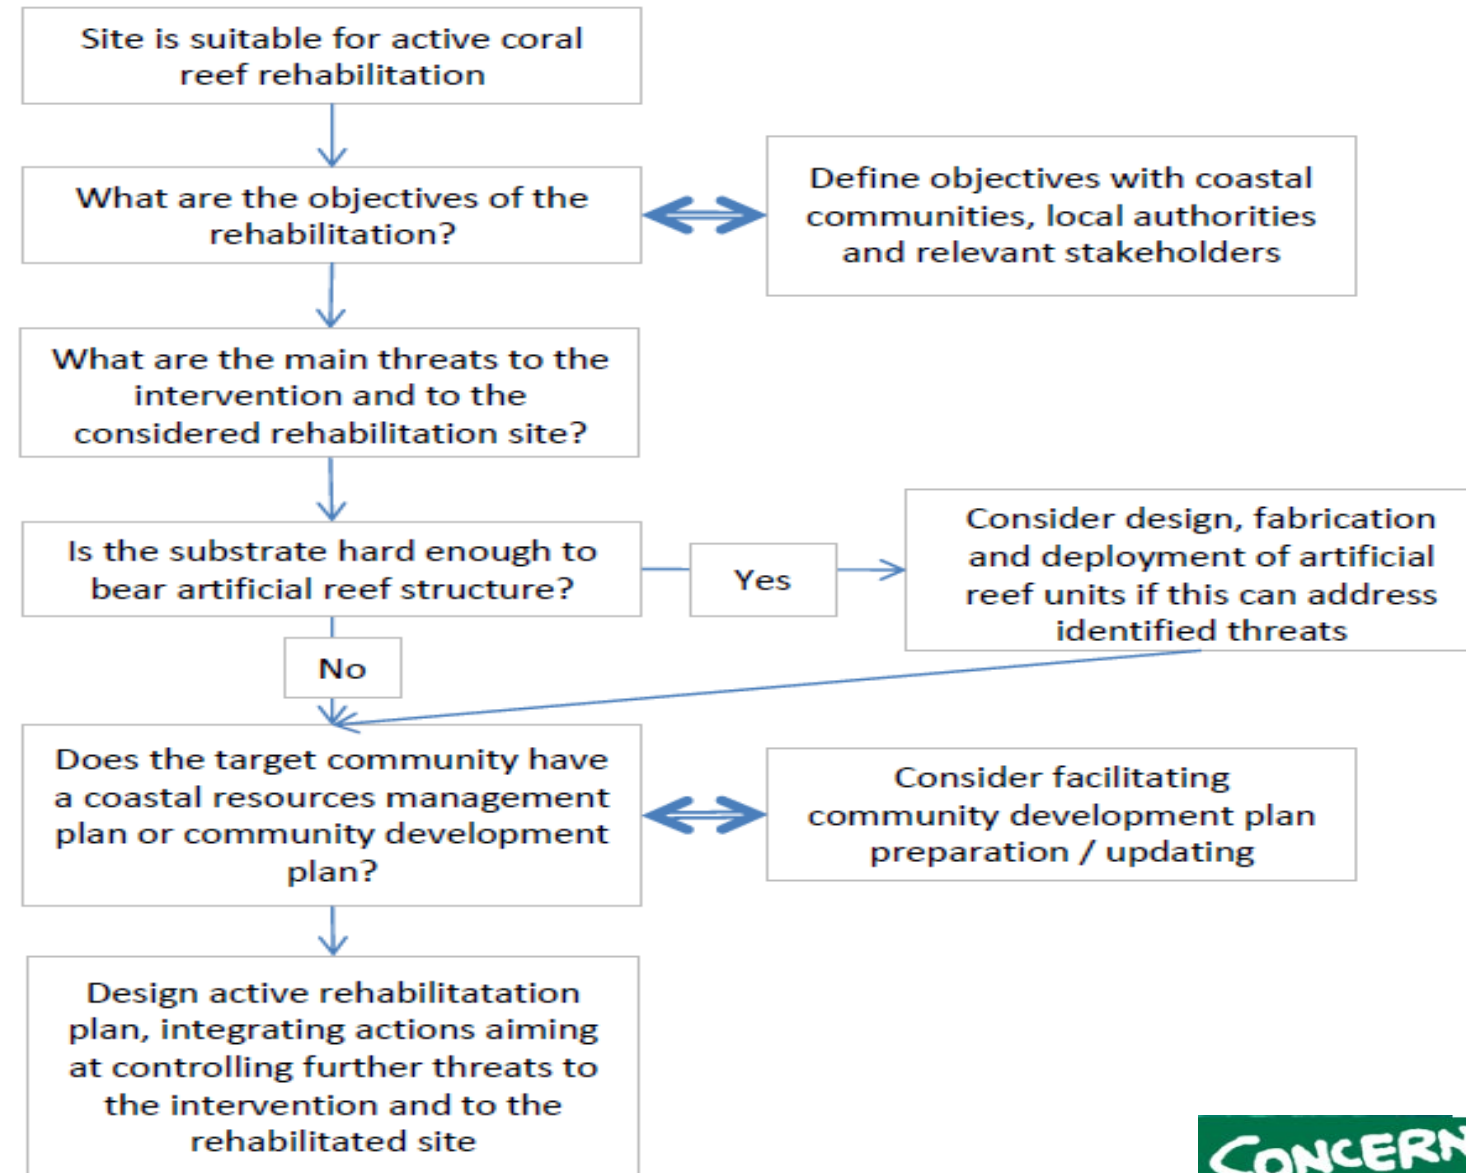 Site is suitable for active coral
reef rehabilitation
What are the objectives of the
rehabilitation?
Define objectives with coastal
communities, local authorities
and relevant stakeholders
What are the main threats to the
intervention and to the
considered rehabilitation site?
Is the substrate hard enough to
bear artificial reef structure?
Yes
Consider design, fabrication
and deployment of artificial
reef units if this can address
identified threats
No
Does the target community have
a coastal resources management
plan or community development
plan?
Consider facilitating
community development plan
preparation / updating
Design active rehabilitatation
plan, integrating actions aiming
at controlling further threats to
the intervention and to the
rehabilitated site
CONCERN